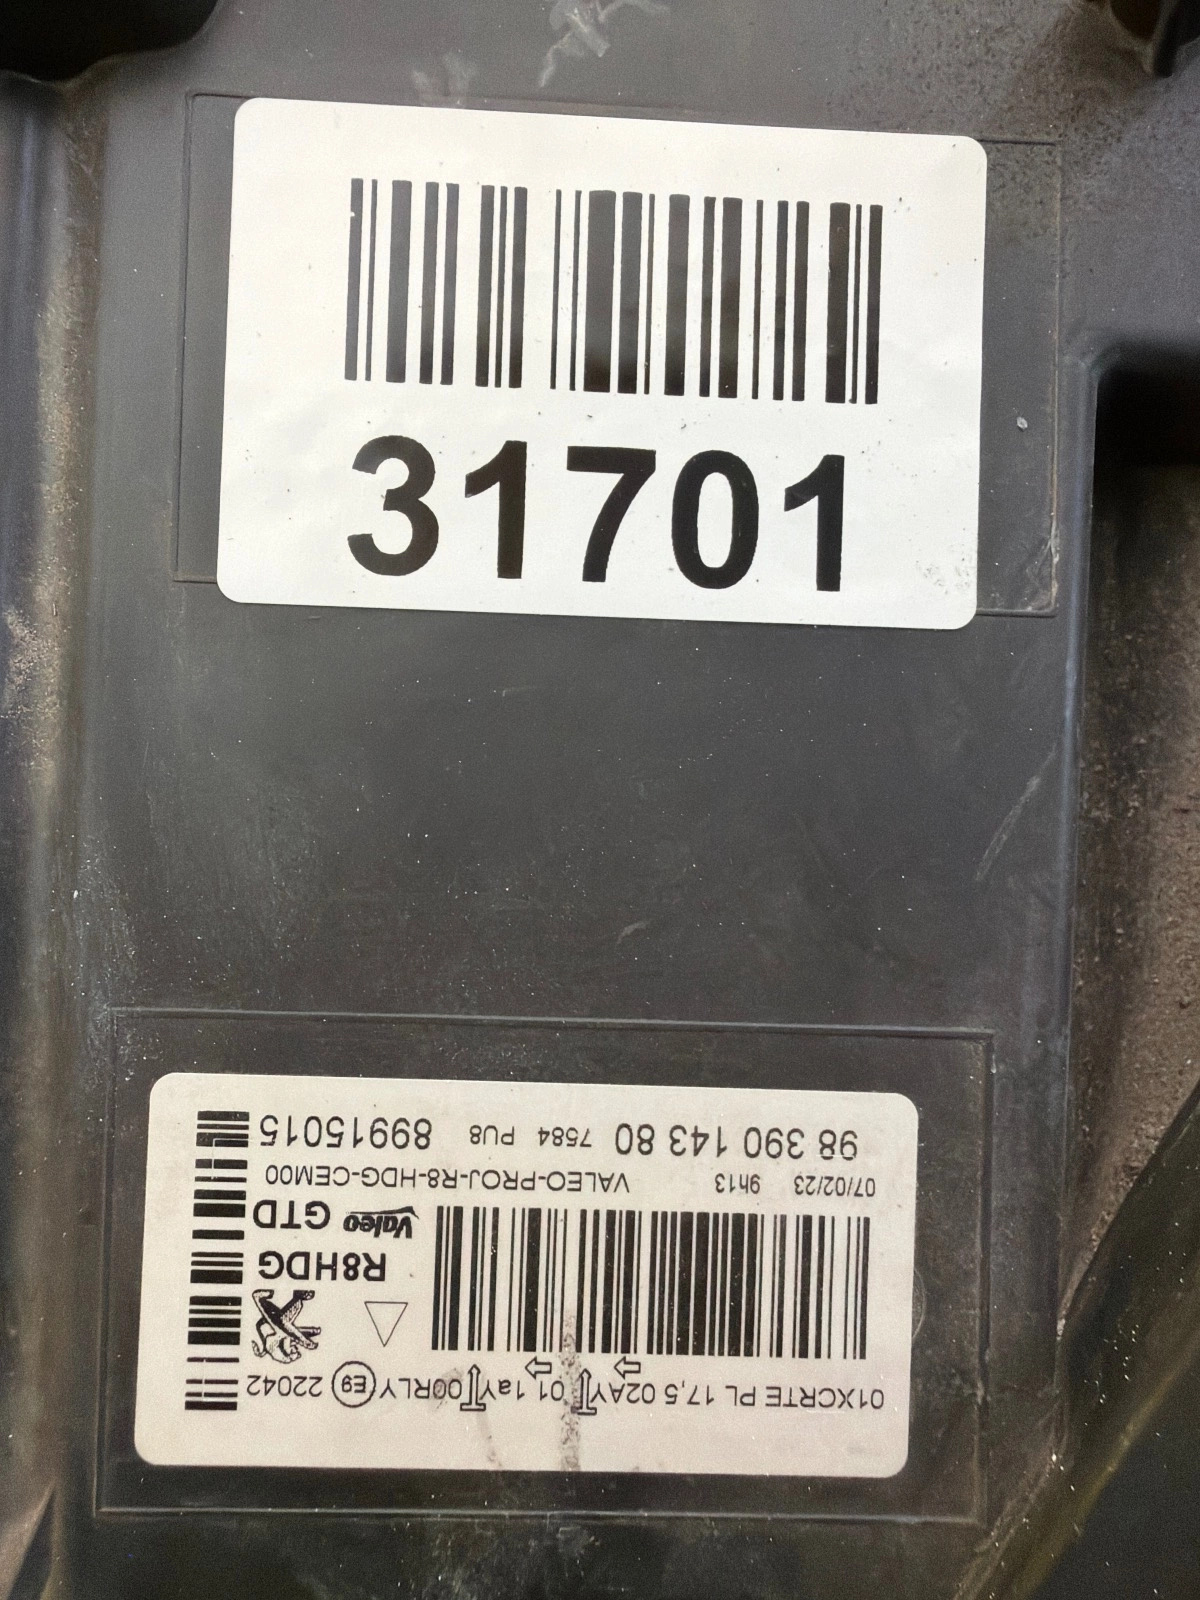 31701
01XCRTE PL 17,5 02AY 01 1aY 00RLY E9 22042
R8HDG
Valeo GTD
07/02/23 9h13 VALEO-PROJ-R8-HDG-CEM00
98 390 143 80 7584 PU8 89915015